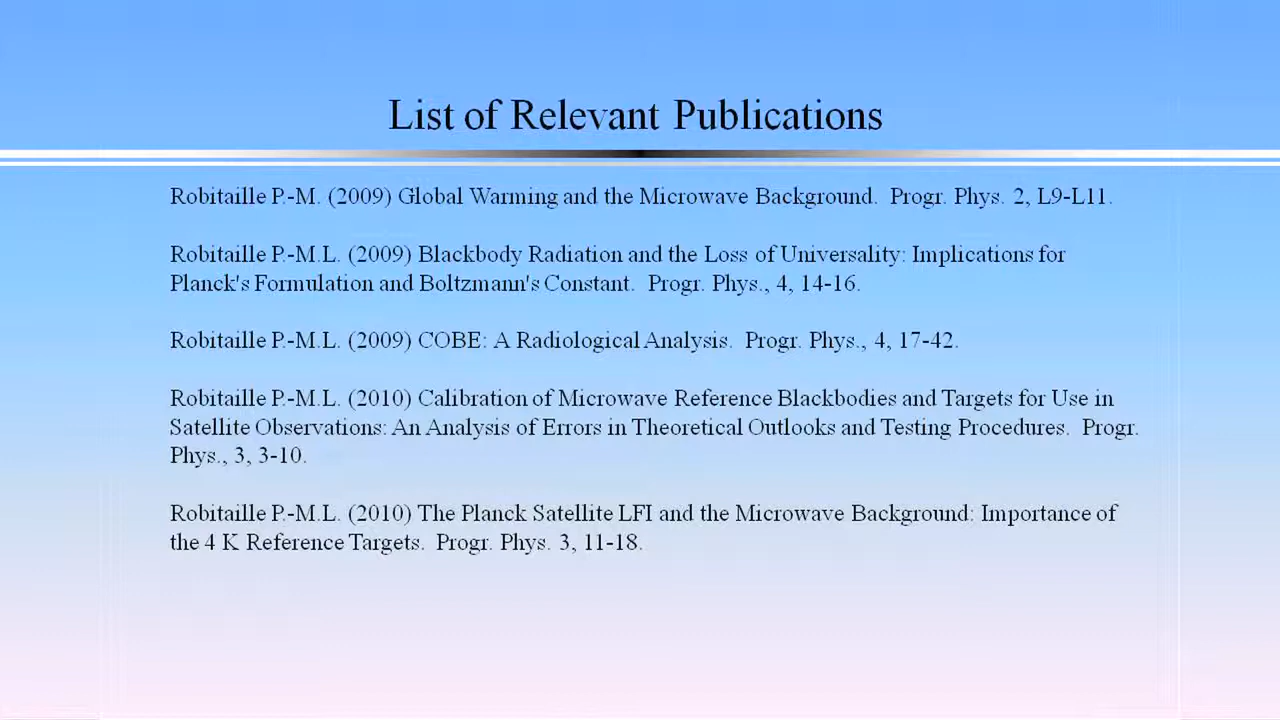 List of Relevant Publications
Robitaille P.-M. (2009) Global Warming and the Microwave Background. Progr. Phys. 2, L9-L11.
Robitaille P.-M.L. (2009) Blackbody Radiation and the Loss of Universality: Implications for
Planck's Formulation and Boltzmann's Constant. Progr. Phys., 4, 14-16.
Robitaille P.-M.L. (2009) COBE: A Radiological Analysis. Progr. Phys., 4, 17-42.
Robitaille P.-M.L. (2010) Calibration of Microwave Reference Blackbodies and Targets for Use in
Satellite Observations: An Analysis of Errors in Theoretical Outlooks and Testing Procedures. Progr.
Phys., 3, 3-10.
Robitaille P.-M.L. (2010) The Planck Satellite LFI and the Microwave Background: Importance of
the 4 K Reference Targets. Progr. Phys. 3, 11-18.